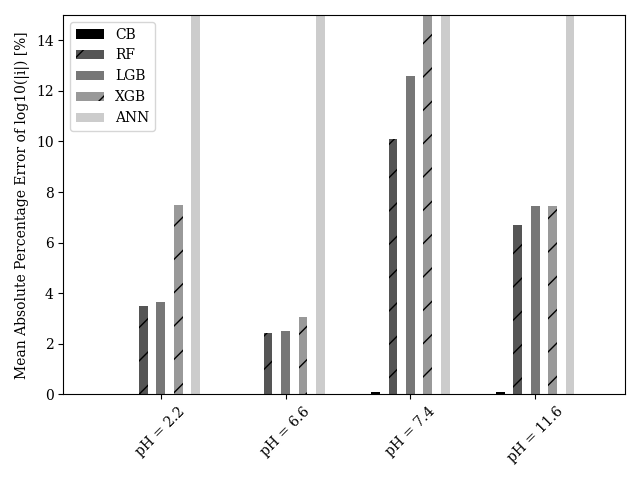 Mean Absolute Percentage Error of log10(|i|) [%]
14
12
10
8
6
4
2
0
CB
RF
LGB
XGB
ANN
pH = 2.2
pH = 6.6
pH = 7.4
pH = 11.6